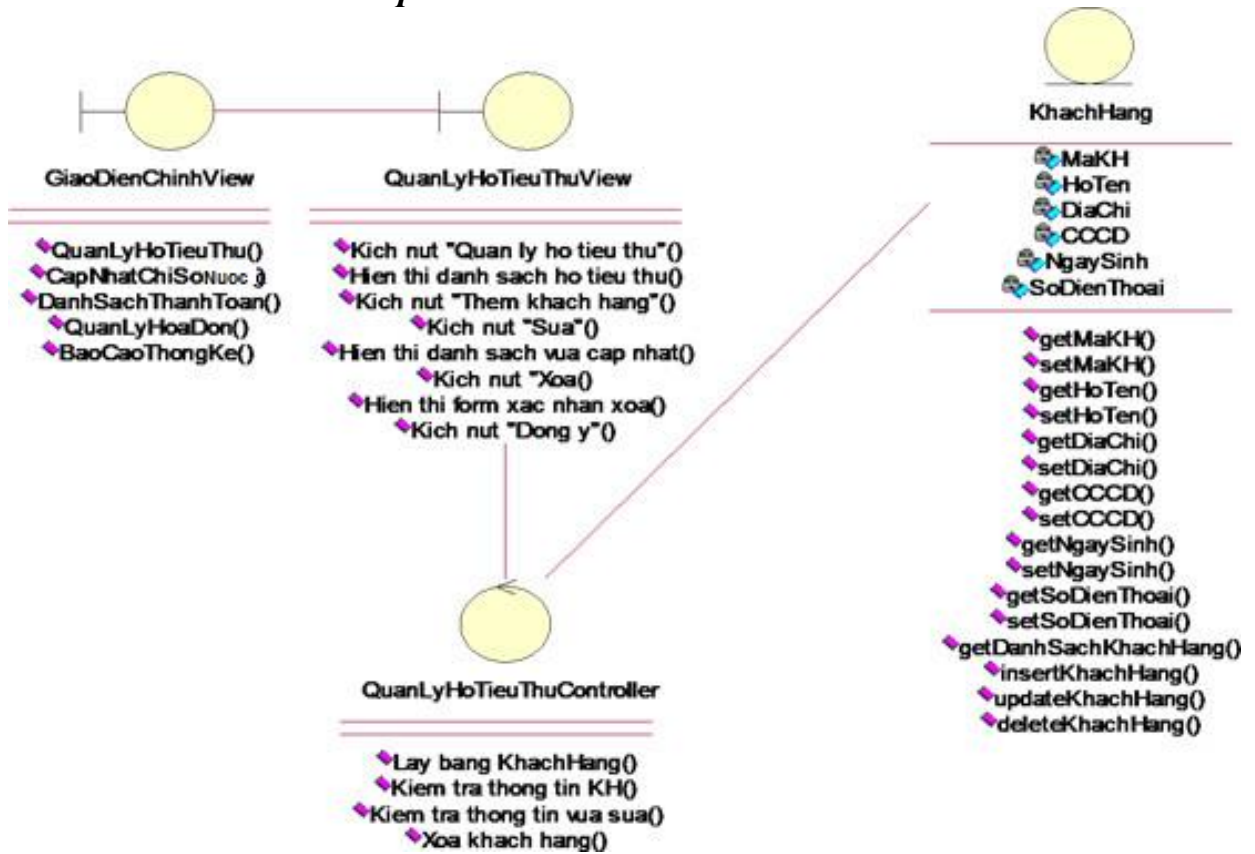 GiaoDienChinhView
QuanLyHoTieuThu()
CapNhatChiSoNuoc
DanhSachThanhToan()
QuanLyHoaDon()
BaoCaoThongKe()
QuanLyHoTieuThuView
Kich nut "Quan ly ho tieu thu"()
Hien thi danh sach ho tieu thu()
Kich nut "Them khach hang"()
Kich nut "Sua"()
Hien thi danh sach vua cap nhat()
Kich nut "Xoa()
Hien thi form xac nhan xoa()
Kich nut "Dong y"()
KhachHang
MaKH
HoTen
DiaChi
CCCD
NgaySinh
SoDienThoai
getMaKH()
setMaKH()
getHoTen()
setHoTen()
getDiaChi()
setDiaChi()
getCCCD()
setCCCD()
getNgaySinh()
setNgaySinh()
getSoDienThoai()
setSoDienThoai()
getDanhSachKhachHang()
insertKhachHang()
updateKhachHang()
deleteKhachHang()
QuanLyHoTieuThuController
Lay bang KhachHang()
Kiem tra thong tin KH()
Kiem tra thong tin vua sua()
Xoa khach hang()